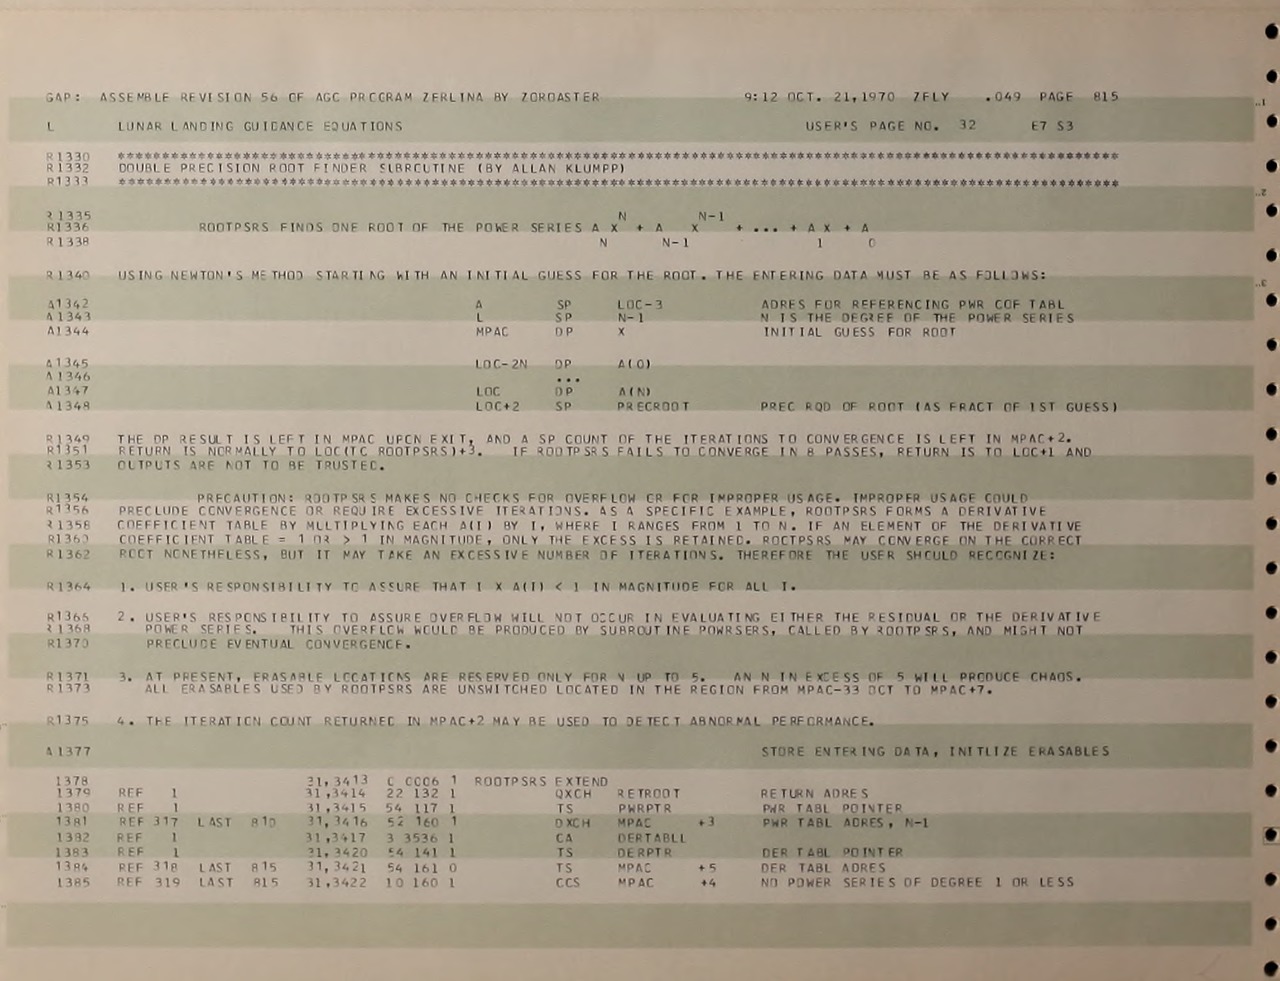 GAP: ASSEMBLE REVISION 56 OF AGC PROGRAM ZERLINA BY ZOROASTER 9:12 OCT. 21,1970 ZFLY .049 PAGE 815
L LUNAR LANDING GUIDANCE EQUATIONS USER'S PAGE NO. 32 E7 S3
R1330 ************************************************************************************************************************
R1332 DOUBLE PRECISION ROOT FINDER SUBROUTINE (BY ALLAN KLUMPP)
R1333 ************************************************************************************************************************
R1335 N N-1
R1336 ROOTPSRS FINDS ONE ROOT OF THE POWER SERIES A X + A X + ... + A X + A
R1338 N N-1 1 0
R1340 USING NEWTON'S METHOD STARTING WITH AN INITIAL GUESS FOR THE ROOT. THE ENTERING DATA MUST BE AS FOLLOWS:
A1342 A SP LOC-3 ADRES FOR REFERENCING PWR COF TABL
A1343 L SP N-1 N IS THE DEGREE OF THE POWER SERIES
A1344 MPAC DP X INITIAL GUESS FOR ROOT
A1345 LOC-2N DP A(0)
A1346 ...
A1347 LOC DP A(N)
A1348 LOC+2 SP PRECROOT PREC RQD OF ROOT (AS FRACT OF 1ST GUESS)
R1349 THE DP RESULT IS LEFT IN MPAC UPON EXIT, AND A SP COUNT OF THE ITERATIONS TO CONVERGENCE IS LEFT IN MPAC+2.
R1351 RETURN IS NORMALLY TO LOC(TC ROOTPSRS)+3. IF ROOTPSRS FAILS TO CONVERGE IN 8 PASSES, RETURN IS TO LOC+1 AND
R1353 OUTPUTS ARE NOT TO BE TRUSTED.
R1354 PRECAUTION: ROOTPSRS MAKES NO CHECKS FOR OVERFLOW OR FOR IMPROPER USAGE. IMPROPER USAGE COULD
R1356 PRECLUDE CONVERGENCE OR REQUIRE EXCESSIVE ITERATIONS. AS A SPECIFIC EXAMPLE, ROOTPSRS FORMS A DERIVATIVE
R1358 COEFFICIENT TABLE BY MULTIPLYING EACH A(I) BY I, WHERE I RANGES FROM 1 TO N. IF AN ELEMENT OF THE DERIVATIVE
R1360 COEFFICIENT TABLE = 1 OR > 1 IN MAGNITUDE, ONLY THE EXCESS IS RETAINED. ROOTPSRS MAY CONVERGE ON THE CORRECT
R1362 ROOT NONETHELESS, BUT IT MAY TAKE AN EXCESSIVE NUMBER OF ITERATIONS. THEREFORE THE USER SHOULD RECOGNIZE:
R1364 1. USER'S RESPONSIBILITY TO ASSURE THAT I X A(I) < 1 IN MAGNITUDE FOR ALL I.
R1366 2. USER'S RESPONSIBILITY TO ASSURE OVERFLOW WILL NOT OCCUR IN EVALUATING EITHER THE RESIDUAL OR THE DERIVATIVE
R1368 POWER SERIES. THIS OVERFLOW WOULD BE PRODUCED BY SUBROUTINE POWRSERS, CALLED BY ROOTPSRS, AND MIGHT NOT
R1370 PRECLUDE EVENTUAL CONVERGENCE.
R1371 3. AT PRESENT, ERASABLE LOCATIONS ARE RESERVED ONLY FOR N UP TO 5. AN N IN EXCESS OF 5 WILL PRODUCE CHAOS.
R1373 ALL ERASABLES USED BY ROOTPSRS ARE UNSWITCHED LOCATED IN THE REGION FROM MPAC-33 OCT TO MPAC+7.
R1375 4. THE ITERATION COUNT RETURNED IN MPAC+2 MAY BE USED TO DETECT ABNORMAL PERFORMANCE.
A1377 STORE ENTERING DATA, INITLIZE ERASABLES
1378 31,3413 0 0006 1 ROOTPSRS EXTEND
1379 REF 1 31,3414 22 132 1 QXCH RETROOT RETURN ADRES
1380 REF 1 31,3415 54 117 1 TS PWRPTR PWR TABL POINTER
1381 REF 317 LAST 810 31,3416 52 160 1 DXCH MPAC +3 PWR TABL ADRES, N-1
1382 REF 1 31,3417 3 3536 1 CA DERTABLL
1383 REF 1 31,3420 54 141 1 TS DERPTR DER TABL POINTER
1384 REF 318 LAST 815 31,3421 54 161 0 TS MPAC +5 DER TABL ADRES
1385 REF 319 LAST 815 31,3422 10 160 1 CCS MPAC +4 NO POWER SERIES OF DEGREE 1 OR LESS